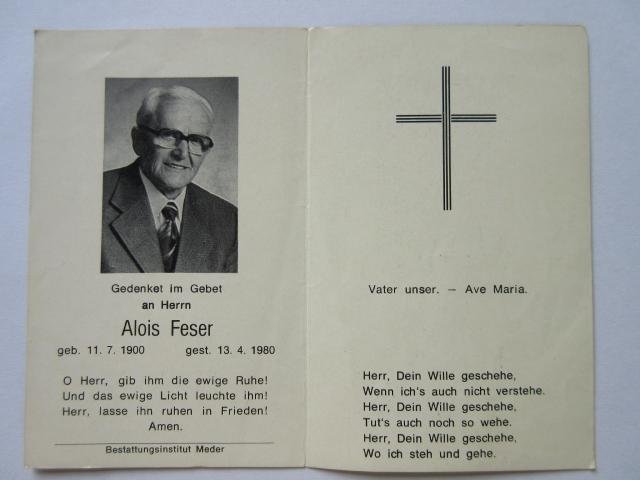 Gedenket im Gebet
an Herrn
Alois Feser
geb. 11. 7. 1900 gest. 13. 4. 1980
O Herr, gib ihm die ewige Ruhe!
Und das ewige Licht leuchte ihm!
Herr, lasse ihn ruhen in Frieden!
Amen.
Bestattungsinstitut Meder
Vater unser. – Ave Maria.
Herr, Dein Wille geschehe,
Wenn ich's auch nicht verstehe.
Herr, Dein Wille geschehe,
Tut's auch noch so wehe.
Herr, Dein Wille geschehe,
Wo ich steh und gehe.